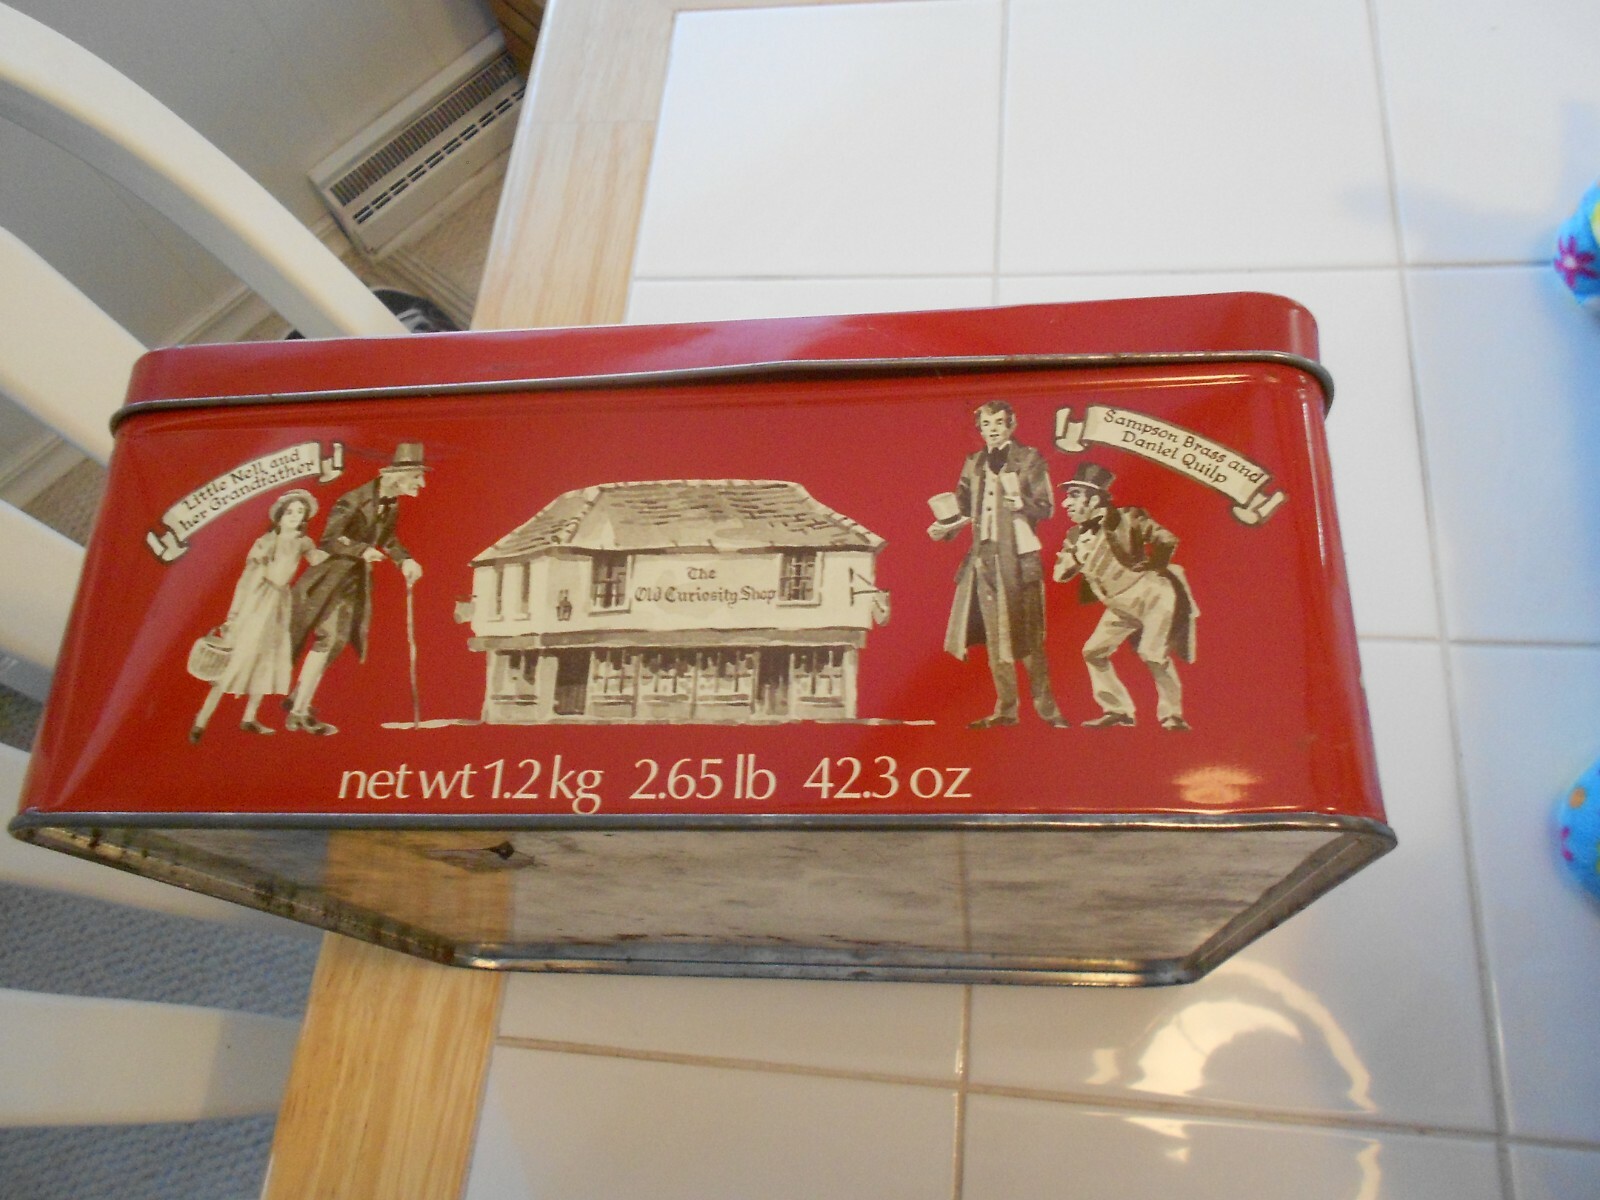 Little Nell and
her Grandfather
The
Old Curiosity Shop
Sampson Brass and
Daniel Quilp
net wt 1.2 kg 2.65 lb 42.3 oz